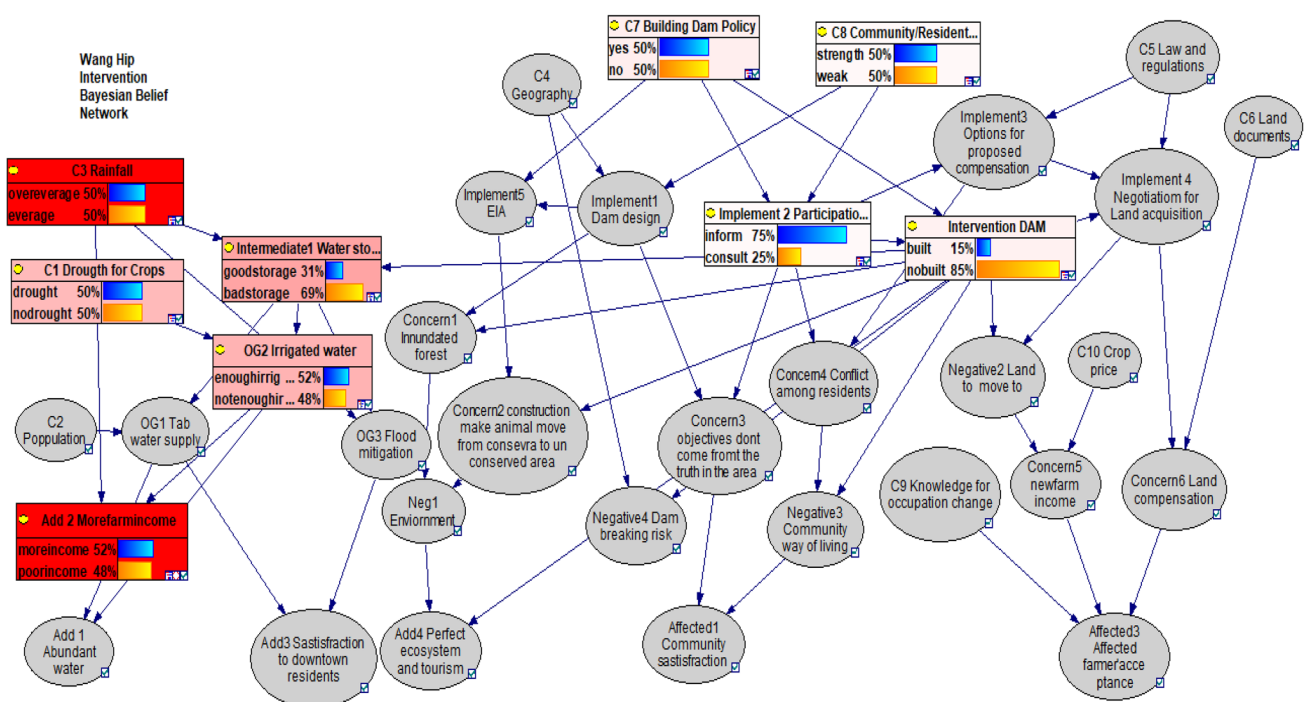 Wang Hip
Intervention
Bayesian Belief
Network
C7 Building Dam Policy
yes 50%
no 50%
C8 Community/Resident...
strength 50%
weak 50%
C5 Law and
regulations
C4
Geography
C6 Land
documents
Implement3
Options for
proposed
compensation
C3 Rainfall
overeverage 50%
everage 50%
Implement5
EIA
Implement1
Dam design
Implement 4
Negotiatiom for
Land acquisition
Implement 2 Participatio...
inform 75%
consult 25%
Intervention DAM
built 15%
nobuilt 85%
Intermediate1 Water sto...
goodstorage 31%
badstorage 69%
C1 Drougth for Crops
drought 50%
nodrought 50%
Concern1
Innundated
forest
OG2 Irrigated water
enoughirrig ... 52%
notenoughir ... 48%
C10 Crop
price
Negative2 Land
to move to
Concern4 Conflict
among residents
C2
Poppulation
OG1 Tab
water supply
OG3 Flood
mitigation
Concern2 construction
make animal move
from consevra to un
conserved area
Concern3
objectives dont
come fromt the
truth in the area
C9 Knowledge for
occupation change
Concern5
newfarm
income
Concern6 Land
compensation
Neg1
Enviornment
Negative4 Dam
breaking risk
Negative3
Community
way of living
Add 2 Morefarmincome
moreincome 52%
poorincome 48%
Add 1
Abundant
water
Add3 Sastisfraction
to downtown
residents
Add4 Perfect
ecosystem
and tourism
Affected1
Community
sastisfraction
Affected3
Affected
famer'acce
ptance